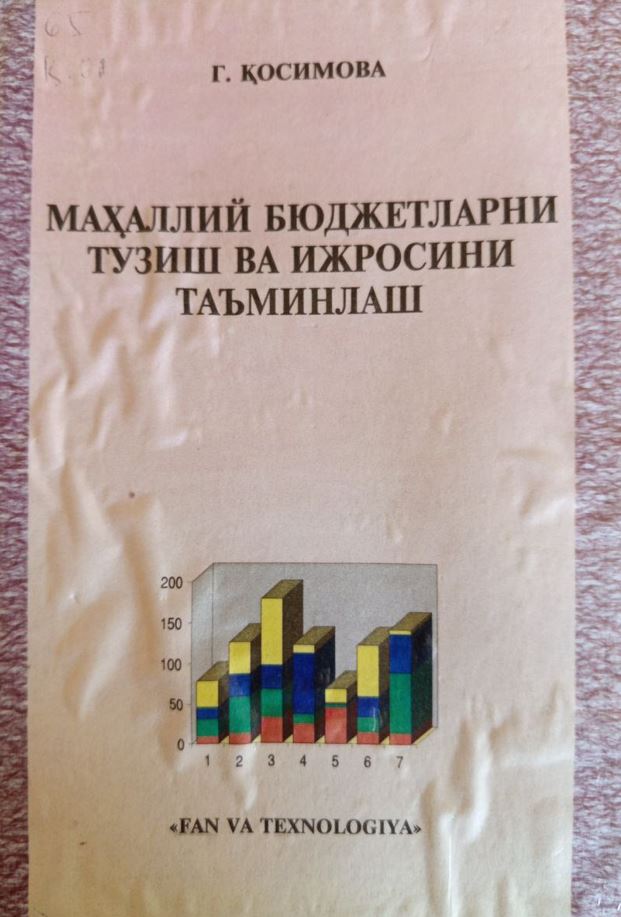 65
Г. ҚОСИМОВА
МАҲАЛЛИЙ БЮДЖЕТЛАРНИ
ТУЗИШ ВА ИЖРОСИНИ
ТАЪМИНЛАШ
200
150
100
50
0
1 2 3 4 5 6 7
«FAN VA TEXNOLOGIYA»